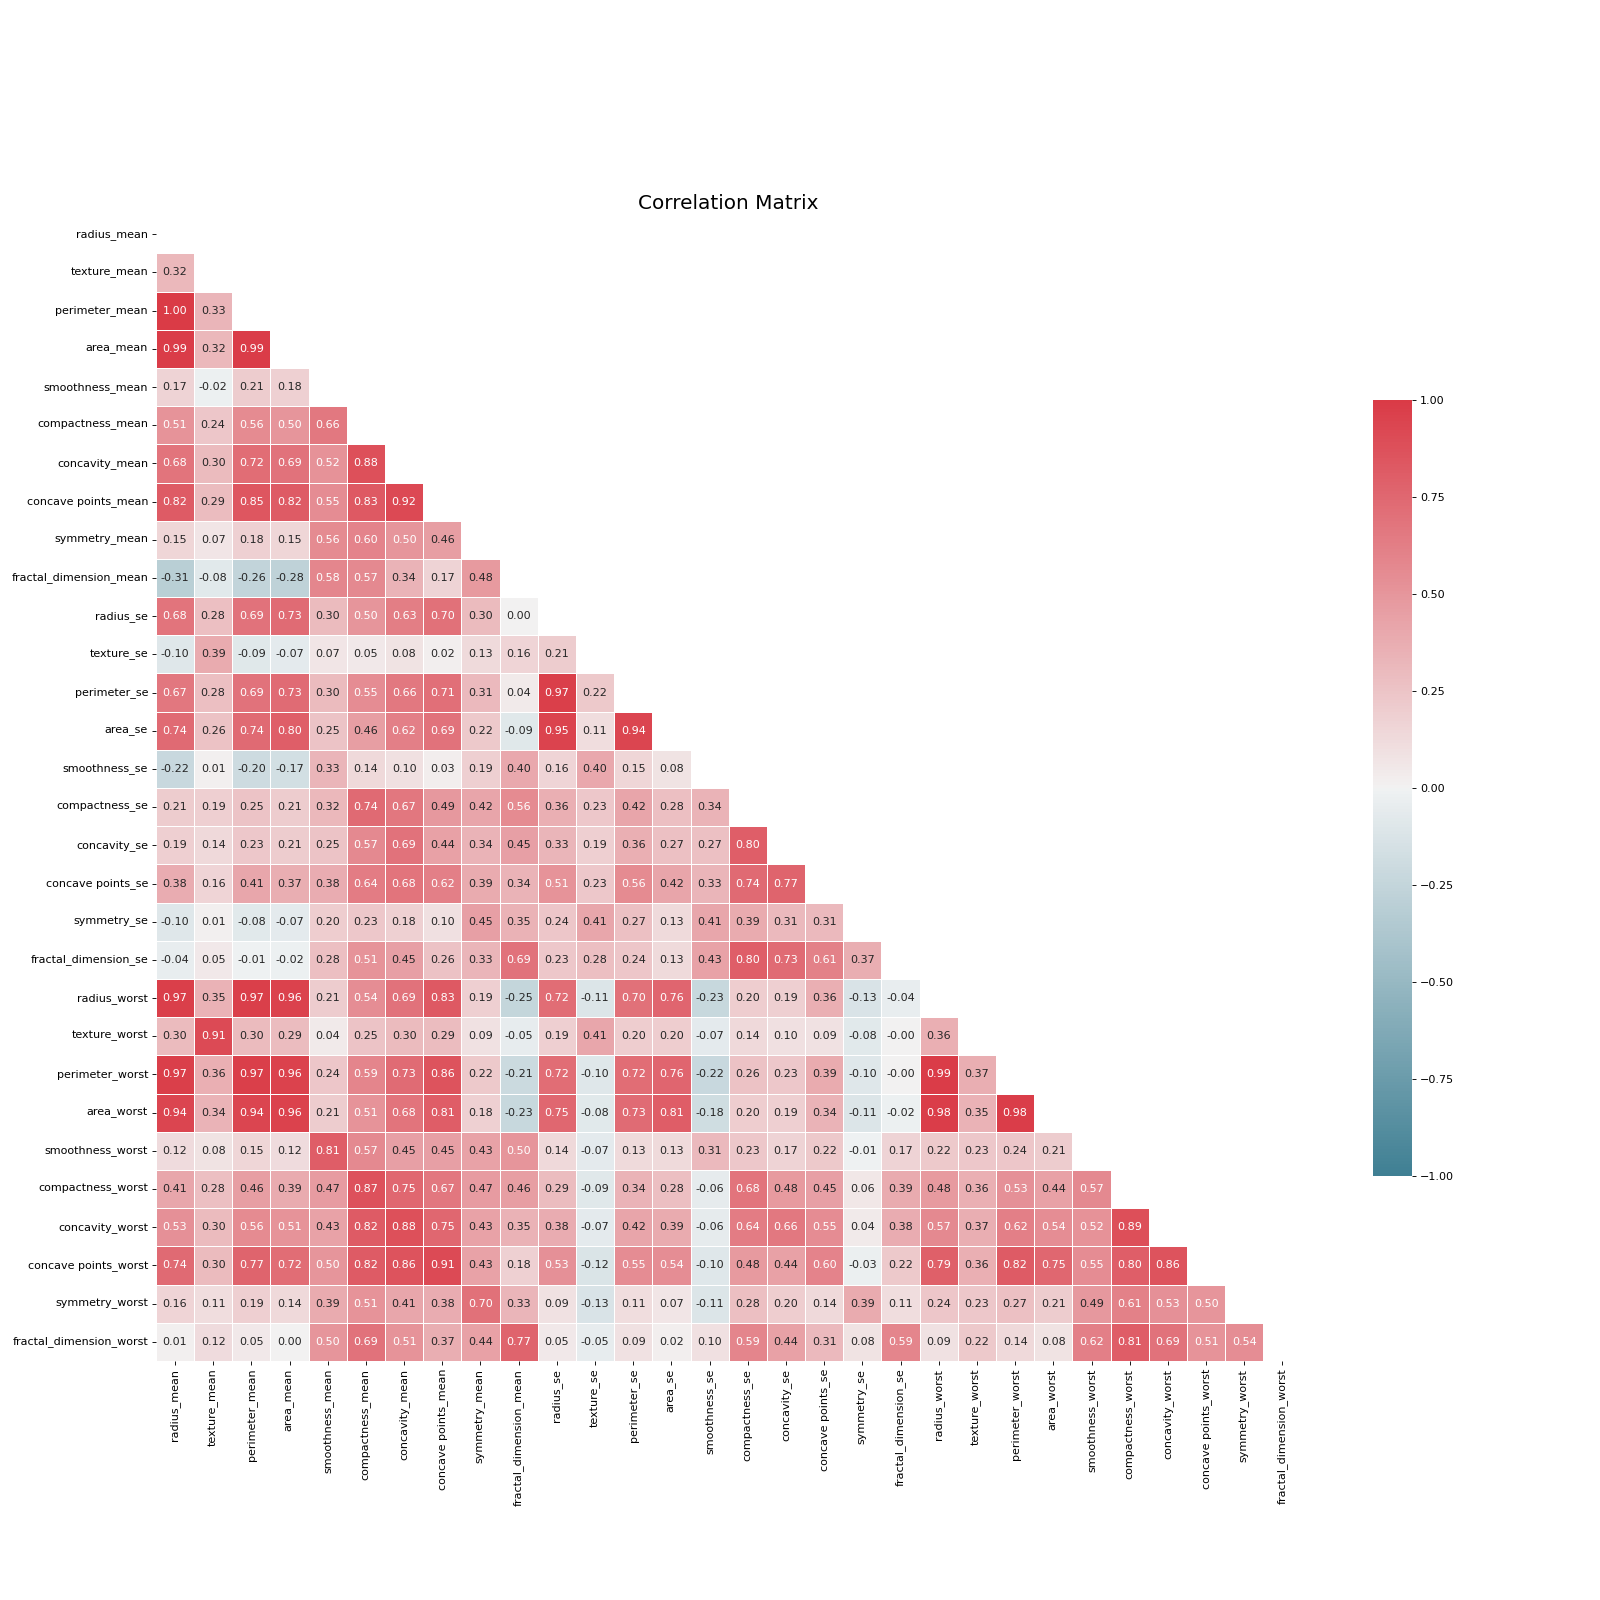 Correlation Matrix
radius_mean
texture_mean 0.32
perimeter_mean 1.00 0.33
area_mean 0.99 0.32 0.99
smoothness_mean 0.17 -0.02 0.21 0.18
compactness_mean 0.51 0.24 0.56 0.50 0.66
concavity_mean 0.68 0.30 0.72 0.69 0.52 0.88
concave points_mean 0.82 0.29 0.85 0.82 0.55 0.83 0.92
symmetry_mean 0.15 0.07 0.18 0.15 0.56 0.60 0.50 0.46
fractal_dimension_mean -0.31 -0.08 -0.26 -0.28 0.58 0.57 0.34 0.17 0.48
radius_se 0.68 0.28 0.69 0.73 0.30 0.50 0.63 0.70 0.30 0.00
texture_se -0.10 0.39 -0.09 -0.07 0.07 0.05 0.08 0.02 0.13 0.16 0.21
perimeter_se 0.67 0.28 0.69 0.73 0.30 0.55 0.66 0.71 0.31 0.04 0.97 0.22
area_se 0.74 0.26 0.74 0.80 0.25 0.46 0.62 0.69 0.22 -0.09 0.95 0.11 0.94
smoothness_se -0.22 0.01 -0.20 -0.17 0.33 0.14 0.10 0.03 0.19 0.40 0.16 0.40 0.15 0.08
compactness_se 0.21 0.19 0.25 0.21 0.32 0.74 0.67 0.49 0.42 0.56 0.36 0.23 0.42 0.28 0.34
concavity_se 0.19 0.14 0.23 0.21 0.25 0.57 0.69 0.44 0.34 0.45 0.33 0.19 0.36 0.27 0.27 0.80
concave points_se 0.38 0.16 0.41 0.37 0.38 0.64 0.68 0.62 0.39 0.34 0.51 0.23 0.56 0.42 0.33 0.74 0.77
symmetry_se -0.10 0.01 -0.08 -0.07 0.20 0.23 0.18 0.10 0.45 0.35 0.24 0.41 0.27 0.13 0.41 0.39 0.31 0.31
fractal_dimension_se -0.04 0.05 -0.01 -0.02 0.28 0.51 0.45 0.26 0.33 0.69 0.23 0.28 0.24 0.13 0.43 0.80 0.73 0.61 0.37
radius_worst 0.97 0.35 0.97 0.96 0.21 0.54 0.69 0.83 0.19 -0.25 0.72 -0.11 0.70 0.76 -0.23 0.20 0.19 0.36 -0.13 -0.04
texture_worst 0.30 0.91 0.30 0.29 0.04 0.25 0.30 0.29 0.09 -0.05 0.19 0.41 0.20 0.20 -0.07 0.14 0.10 0.09 -0.08 -0.00 0.36
perimeter_worst 0.97 0.36 0.97 0.96 0.24 0.59 0.73 0.86 0.22 -0.21 0.72 -0.10 0.72 0.76 -0.22 0.26 0.23 0.39 -0.10 -0.00 0.99 0.37
area_worst 0.94 0.34 0.94 0.96 0.21 0.51 0.68 0.81 0.18 -0.23 0.75 -0.08 0.73 0.81 -0.18 0.20 0.19 0.34 -0.11 -0.02 0.98 0.35 0.98
smoothness_worst 0.12 0.08 0.15 0.12 0.81 0.57 0.45 0.45 0.43 0.50 0.14 -0.07 0.13 0.13 0.31 0.23 0.17 0.22 -0.01 0.17 0.22 0.23 0.24 0.21
compactness_worst 0.41 0.28 0.46 0.39 0.47 0.87 0.75 0.67 0.47 0.46 0.29 -0.09 0.34 0.28 -0.06 0.68 0.48 0.45 0.06 0.39 0.48 0.36 0.53 0.44 0.57
concavity_worst 0.53 0.30 0.56 0.51 0.43 0.82 0.88 0.75 0.43 0.35 0.38 -0.07 0.42 0.39 -0.06 0.64 0.66 0.55 0.04 0.38 0.57 0.37 0.62 0.54 0.52 0.89
concave points_worst 0.74 0.30 0.77 0.72 0.50 0.82 0.86 0.91 0.43 0.18 0.53 -0.12 0.55 0.54 -0.10 0.48 0.44 0.60 -0.03 0.22 0.79 0.36 0.82 0.75 0.55 0.80 0.86
symmetry_worst 0.16 0.11 0.19 0.14 0.39 0.51 0.41 0.38 0.70 0.33 0.09 -0.13 0.11 0.07 -0.11 0.28 0.20 0.14 0.39 0.11 0.24 0.23 0.27 0.21 0.49 0.61 0.53 0.50
fractal_dimension_worst 0.01 0.12 0.05 0.00 0.50 0.69 0.51 0.37 0.44 0.77 0.05 -0.05 0.09 0.02 0.10 0.59 0.44 0.31 0.08 0.59 0.09 0.22 0.14 0.08 0.62 0.81 0.69 0.51 0.54
radius_mean
texture_mean
perimeter_mean
area_mean
smoothness_mean
compactness_mean
concavity_mean
concave points_mean
symmetry_mean
fractal_dimension_mean
radius_se
texture_se
perimeter_se
area_se
smoothness_se
compactness_se
concavity_se
concave points_se
symmetry_se
fractal_dimension_se
radius_worst
texture_worst
perimeter_worst
area_worst
smoothness_worst
compactness_worst
concavity_worst
concave points_worst
symmetry_worst
fractal_dimension_worst
1.00
0.75
0.50
0.25
0.00
−0.25
−0.50
−0.75
−1.00